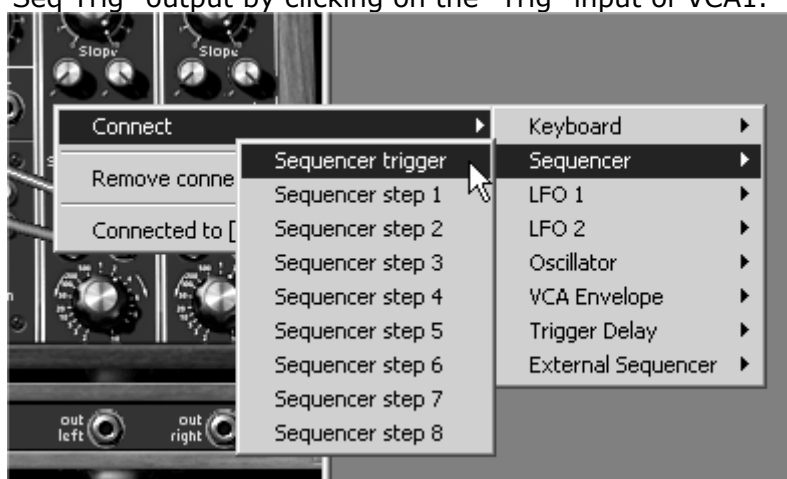 "Seq Trig" output by clicking on the "Trig" input of VCA1.
Slope
Slope
Connect
Remove conne
Connected to [
Sequencer trigger
Sequencer step 1
Sequencer step 2
Sequencer step 3
Sequencer step 4
Sequencer step 5
Sequencer step 6
Sequencer step 7
Sequencer step 8
Keyboard
Sequencer
LFO 1
LFO 2
Oscillator
VCA Envelope
Trigger Delay
External Sequencer
out
left
out
right